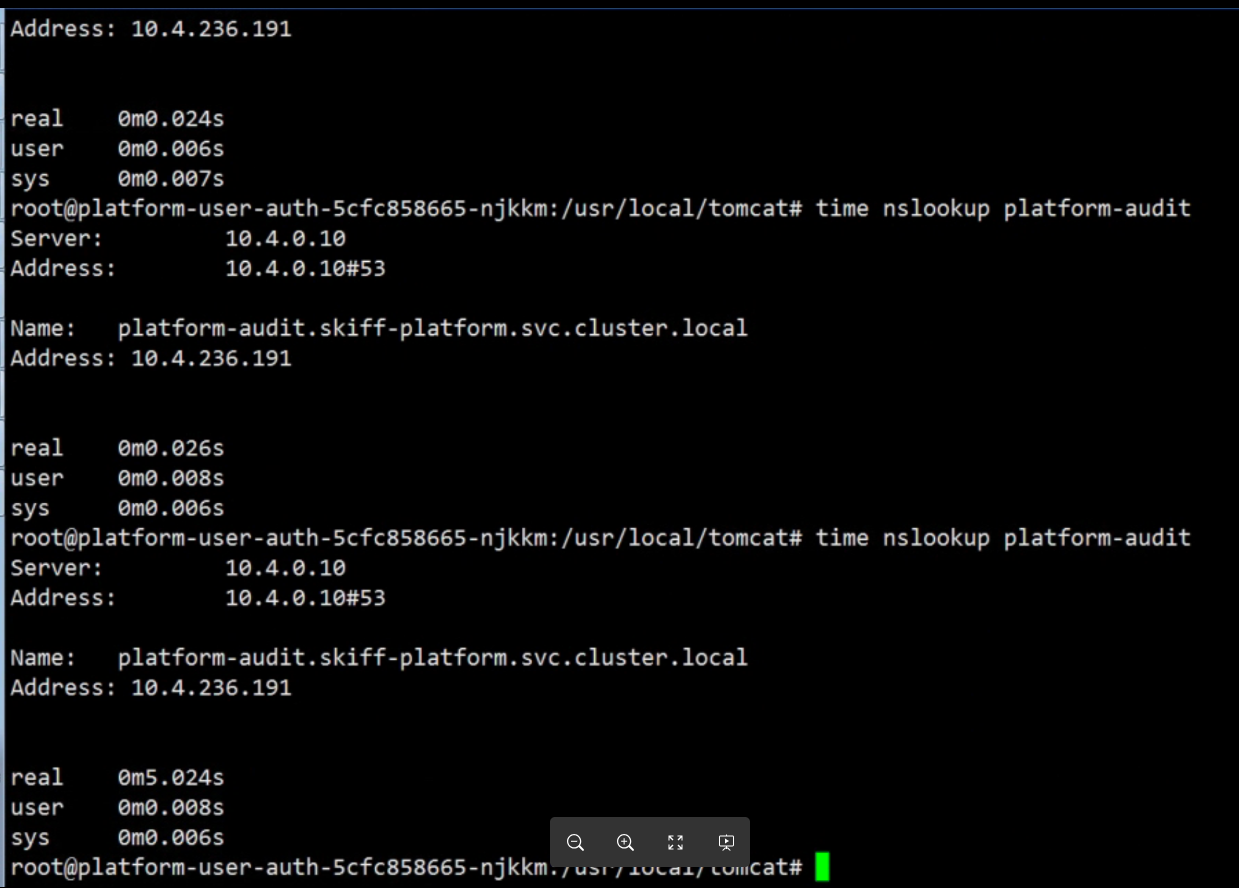 Address: 10.4.236.191
real 0m0.024s
user 0m0.006s
sys 0m0.007s
root@platform-user-auth-5cfc858665-njkkm:/usr/local/tomcat# time nslookup platform-audit
Server: 10.4.0.10
Address: 10.4.0.10#53
Name: platform-audit.skiff-platform.svc.cluster.local
Address: 10.4.236.191
real 0m0.026s
user 0m0.008s
sys 0m0.006s
root@platform-user-auth-5cfc858665-njkkm:/usr/local/tomcat# time nslookup platform-audit
Server: 10.4.0.10
Address: 10.4.0.10#53
Name: platform-audit.skiff-platform.svc.cluster.local
Address: 10.4.236.191
real 0m5.024s
user 0m0.008s
sys 0m0.006s
root@platform-user-auth-5cfc858665-njkkm:/usr/local/tomcat#